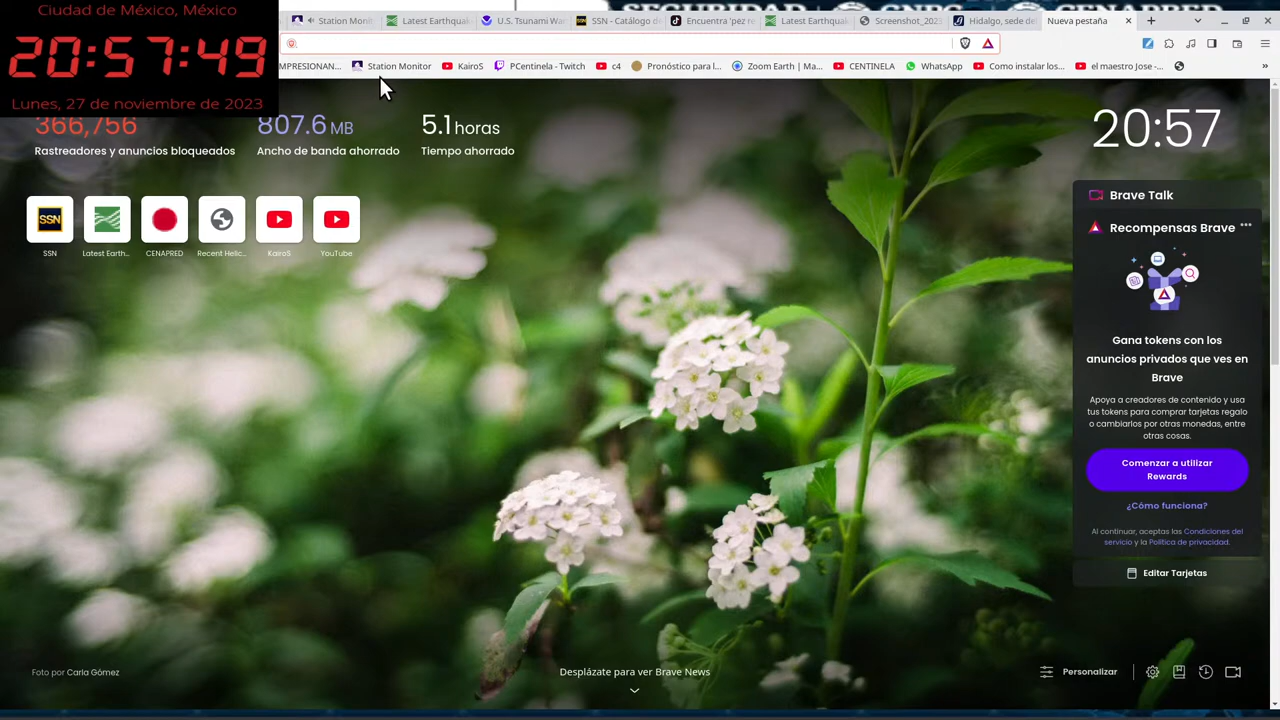 Ciudad de México, México
20:57:49
Lunes, 27 de noviembre de 2023
Station Moni
Latest Earthquak
U.S. Tsunami Wa
SSN - Catálogo d
Encuentra 'pez re
Latest Earthquak
Screenshot_202
Hidalgo, sede de
Nueva pestaña
MPRESIONAN...
Station Monitor
KairoS
PCentinela - Twitch
c4
Pronóstico para l...
Zoom Earth | Ma...
CENTINELA
WhatsApp
Como instalar los...
el maestro Jose -...
»
366,756
Rastreadores y anuncios bloqueados
807.6 MB
Ancho de banda ahorrado
5.1 horas
Tiempo ahorrado
20:57
SSN
SSN
Latest Earth...
CENAPRED
Recent Helic...
KairoS
YouTube
Brave Talk
Recompensas Brave
Gana tokens con los
anuncios privados que ves en
Brave
Apoya a creadores de contenido y usa
tus tokens para comprar tarjetas regalo
o cambiarlos por otras monedas, entre
otras cosas.
Comenzar a utilizar
Rewards
¿Cómo funciona?
Al continuar, aceptas las Condiciones del
servicio y la Política de privacidad.
Editar Tarjetas
Foto por Carla Gómez
Desplázate para ver Brave News
Personalizar